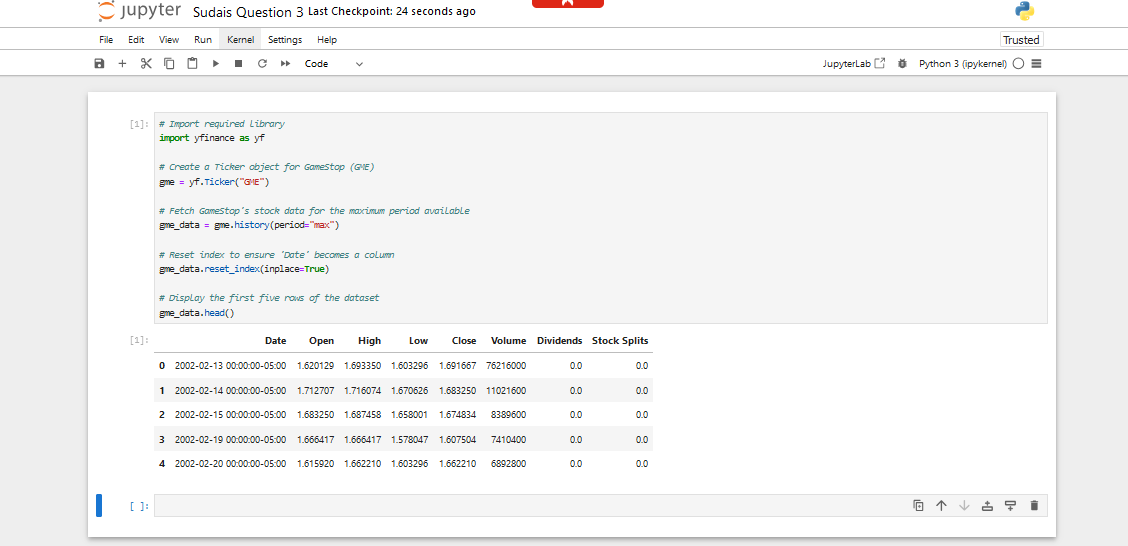 jupyter Sudais Question 3 Last Checkpoint: 24 seconds ago
File Edit View Run Kernel Settings Help Trusted
Code JupyterLab Python 3 (ipykernel)
[1]: # Import required library
import yfinance as yf
# Create a Ticker object for GameStop (GME)
gme = yf.Ticker("GME")
# Fetch GameStop's stock data for the maximum period available
gme_data = gme.history(period="max")
# Reset index to ensure 'Date' becomes a column
gme_data.reset_index(inplace=True)
# Display the first five rows of the dataset
gme_data.head()
[1]: Date Open High Low Close Volume Dividends Stock Splits
0 2002-02-13 00:00:00-05:00 1.620129 1.693350 1.603296 1.691667 76216000 0.0 0.0
1 2002-02-14 00:00:00-05:00 1.712707 1.716074 1.670626 1.683250 11021600 0.0 0.0
2 2002-02-15 00:00:00-05:00 1.683250 1.687458 1.658001 1.674834 8389600 0.0 0.0
3 2002-02-19 00:00:00-05:00 1.666417 1.666417 1.578047 1.607504 7410400 0.0 0.0
4 2002-02-20 00:00:00-05:00 1.615920 1.662210 1.603296 1.662210 6892800 0.0 0.0
[ ]: